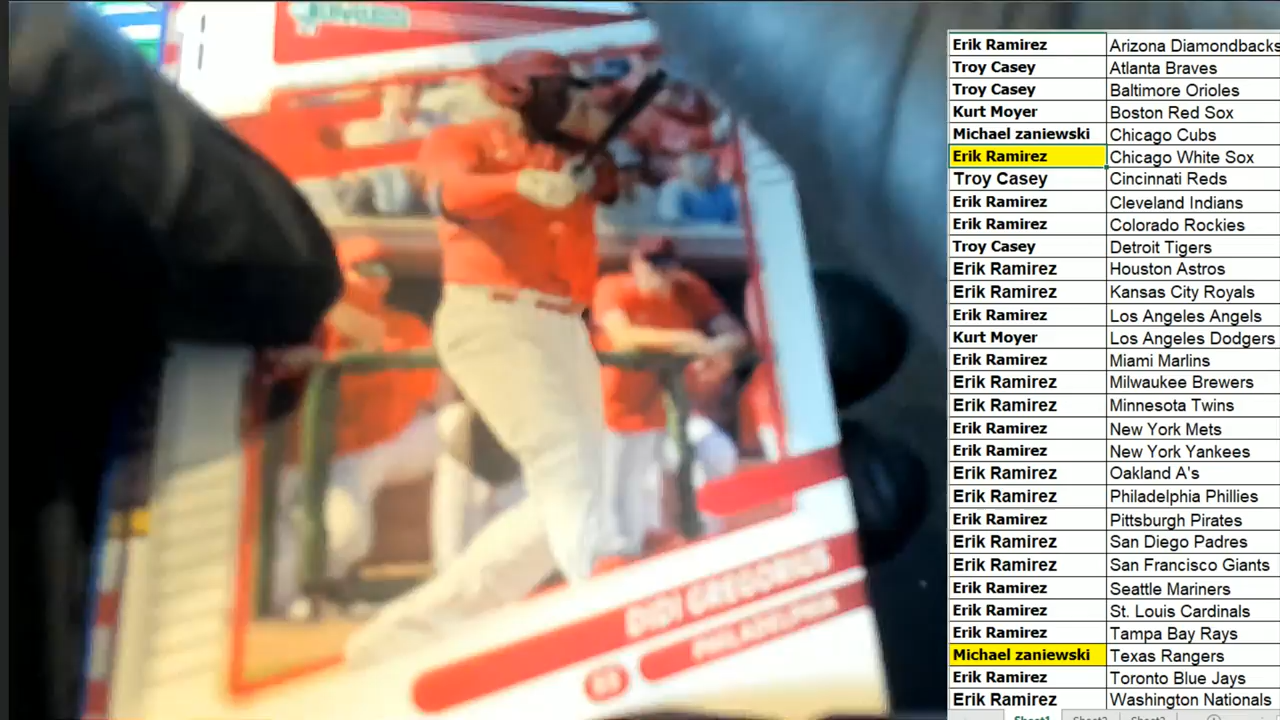 DIDI GREGORIUS
PHILADELPHIA
Erik Ramirez Arizona Diamondbacks
Troy Casey Atlanta Braves
Troy Casey Baltimore Orioles
Kurt Moyer Boston Red Sox
Michael zaniewski Chicago Cubs
Erik Ramirez Chicago White Sox
Troy Casey Cincinnati Reds
Erik Ramirez Cleveland Indians
Erik Ramirez Colorado Rockies
Troy Casey Detroit Tigers
Erik Ramirez Houston Astros
Erik Ramirez Kansas City Royals
Erik Ramirez Los Angeles Angels
Kurt Moyer Los Angeles Dodgers
Erik Ramirez Miami Marlins
Erik Ramirez Milwaukee Brewers
Erik Ramirez Minnesota Twins
Erik Ramirez New York Mets
Erik Ramirez New York Yankees
Erik Ramirez Oakland A's
Erik Ramirez Philadelphia Phillies
Erik Ramirez Pittsburgh Pirates
Erik Ramirez San Diego Padres
Erik Ramirez San Francisco Giants
Erik Ramirez Seattle Mariners
Erik Ramirez St. Louis Cardinals
Erik Ramirez Tampa Bay Rays
Michael zaniewski Texas Rangers
Erik Ramirez Toronto Blue Jays
Erik Ramirez Washington Nationals